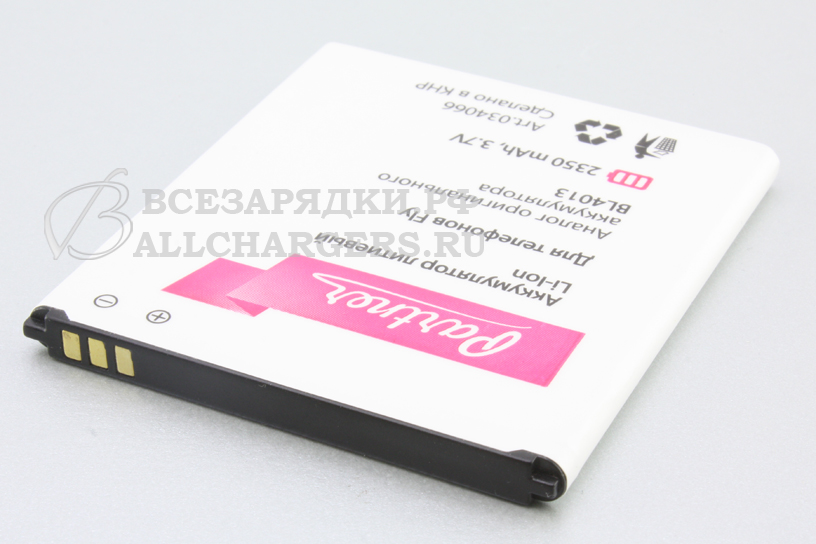 Partner
Аккумулятор литиевый
Li-Ion
Для телефонов Fly
Аналог оригинального
аккумулятора
BL4013
2350 mAh, 3.7V
Art.034066
Сделано в КНР
ВСЕЗАРЯДКИ.РФ
ALLCHARGERS.RU